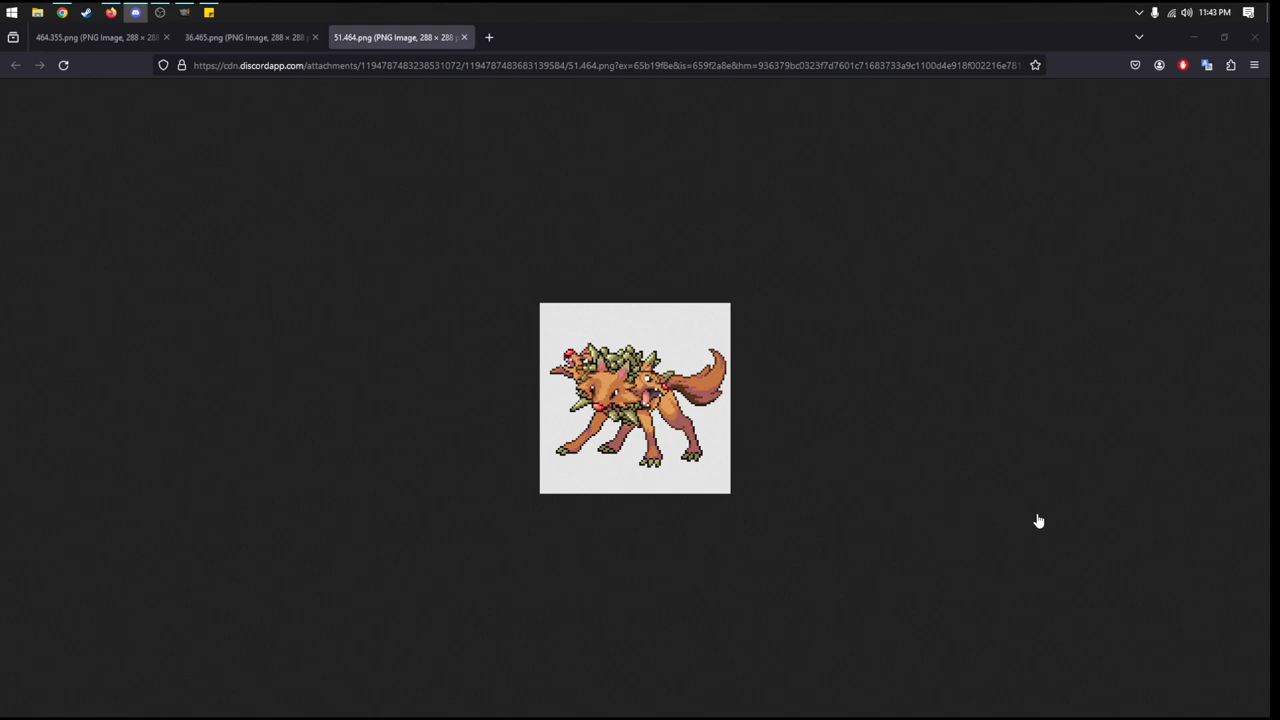 11:43 PM
464.355.png (PNG Image, 288 × 288
36.465.png (PNG Image, 288 × 288 p
51.464.png (PNG Image, 288 × 288 p
https://cdn.discordapp.com/attachments/1194787483238531072/1194787483683139584/51.464.png?ex=65b19f8e&is=659f2a8e&hm=936379bc0323f7d7601c71683733a9c1100d4e918f002216e781